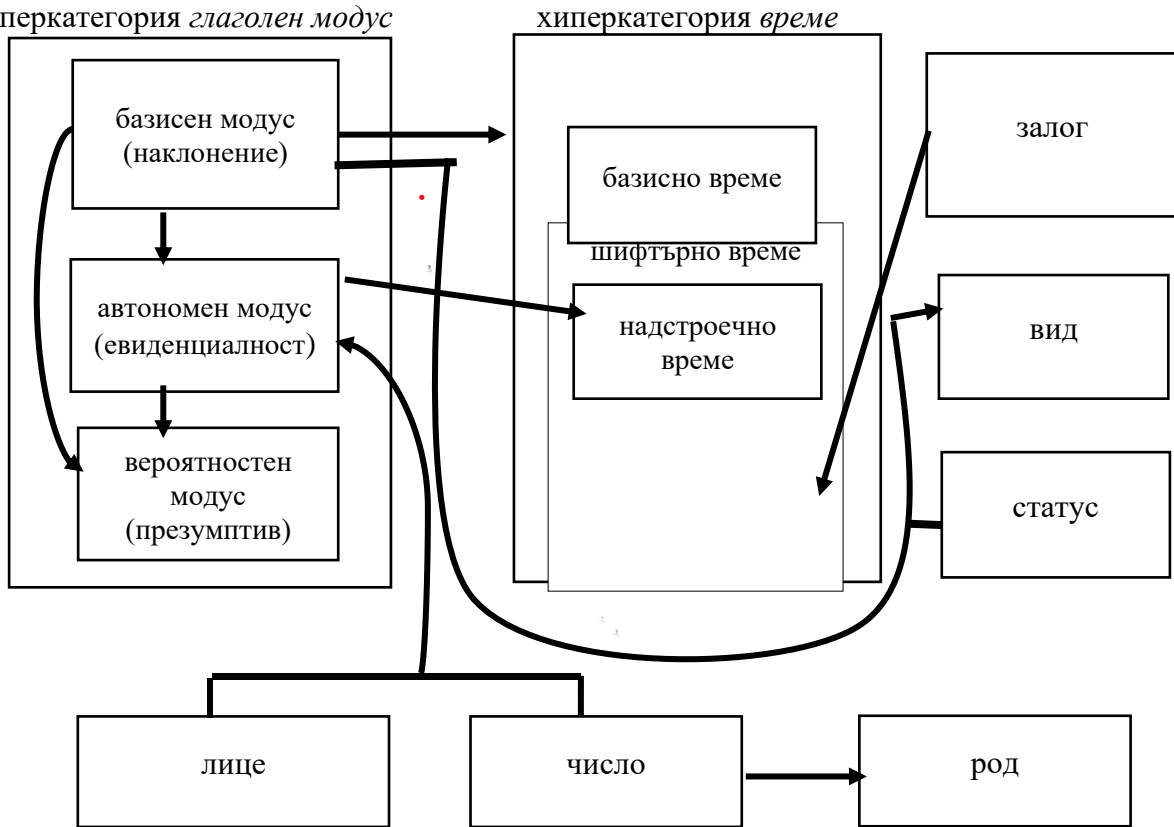 перкатегория глаголен модус
хиперкатегория време
базисен модус
(наклонение)
автономен модус
(евиденциалност)
вероятностен
модус
(презумптив)
базисно време
шифтърно време
надстроечно
време
залог
вид
статус
лице
число
род